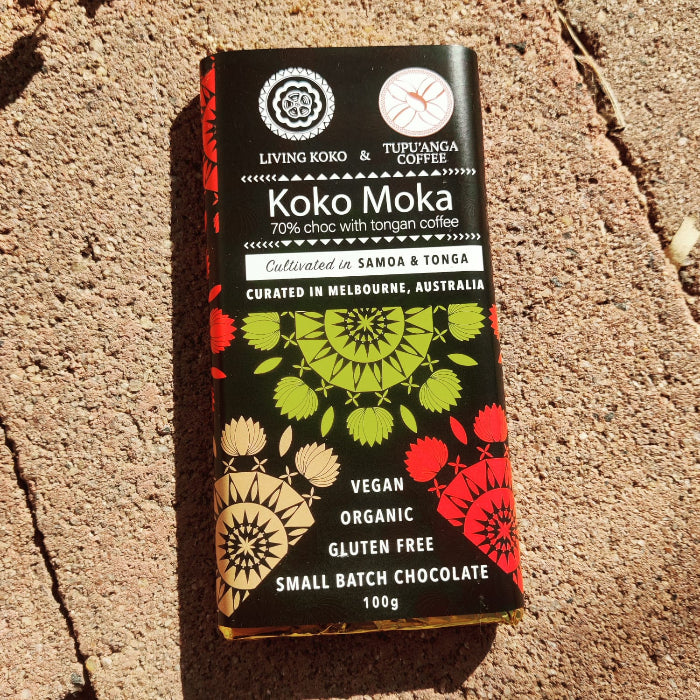 LIVING KOKO & TUPU'ANGA COFFEE
Koko Moka
70% choc with tongan coffee
Cultivated in SAMOA & TONGA
CURATED IN MELBOURNE, AUSTRALIA
VEGAN
ORGANIC
GLUTEN FREE
SMALL BATCH CHOCOLATE
100g